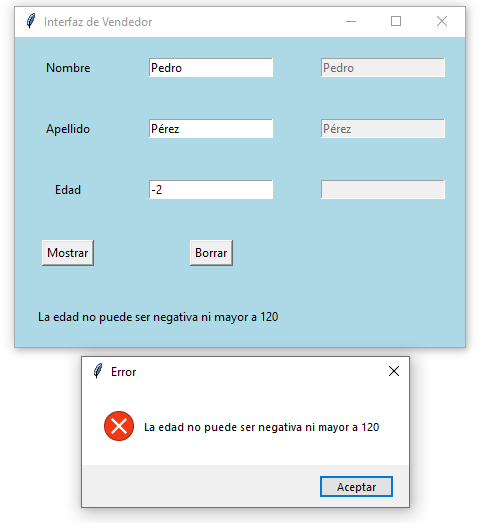 Interfaz de Vendedor
Nombre Pedro Pedro
Apellido Pérez Pérez
Edad -2
Mostrar Borrar
La edad no puede ser negativa ni mayor a 120
Error
La edad no puede ser negativa ni mayor a 120
Aceptar